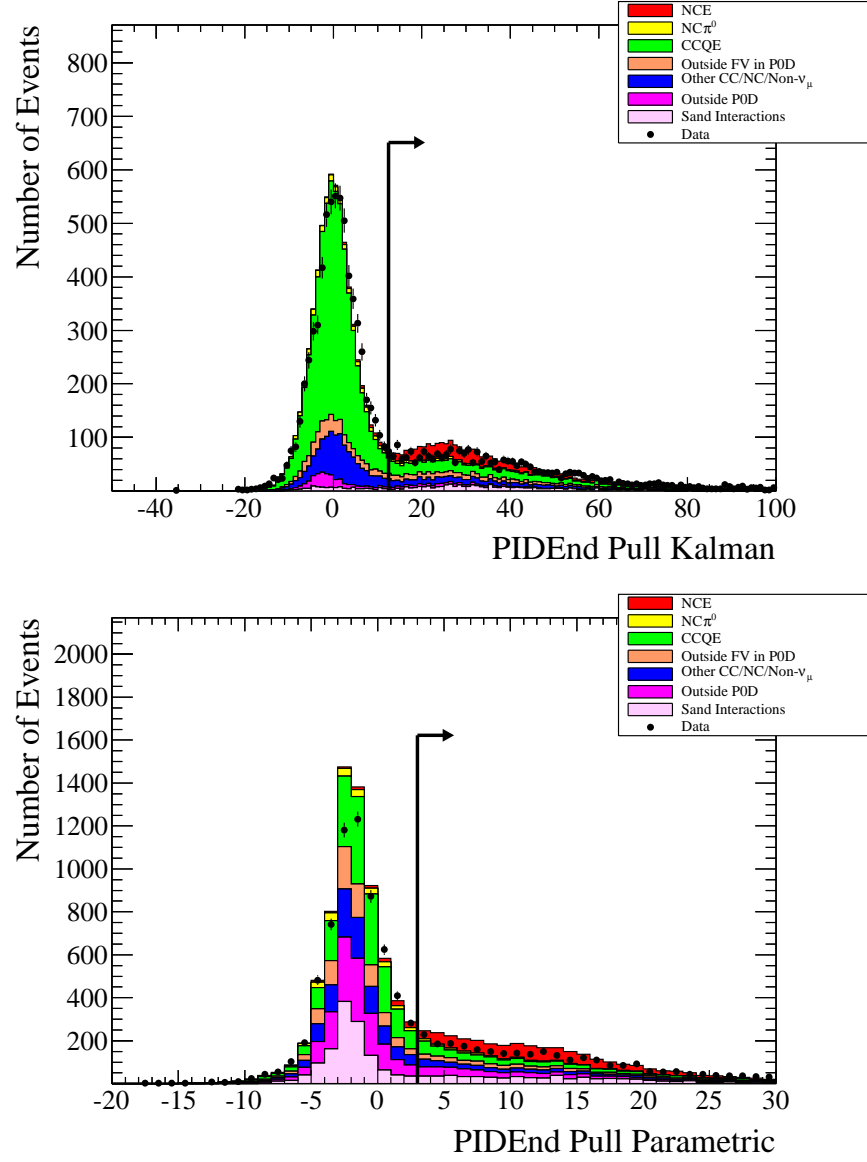 NCE
NCπ⁰
CCQE
Outside FV in P0D
Other CC/NC/Non-νμ
Outside P0D
Sand Interactions
Data
Number of Events
800
700
600
500
400
300
200
100
-40 -20 0 20 40 60 80 100
PIDEnd Pull Kalman
NCE
NCπ⁰
CCQE
Outside FV in P0D
Other CC/NC/Non-νμ
Outside P0D
Sand Interactions
Data
Number of Events
2000
1800
1600
1400
1200
1000
800
600
400
200
-20 -15 -10 -5 0 5 10 15 20 25 30
PIDEnd Pull Parametric